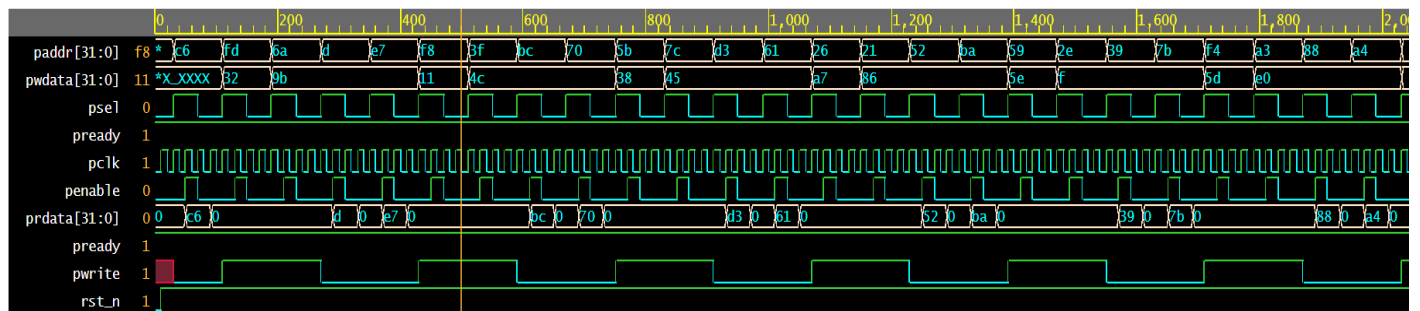 0 200 400 600 800 1,000 1,200 1,400 1,600 1,800 2,0
paddr[31:0] f8 * c6 fd 6a d e7 f8 3f bc 70 5b 7c d3 61 26 21 52 ba 59 2e 39 7b f4 a3 88 a4
pwdata[31:0] 11 *X_XXXX 32 9b 11 4c 38 45 a7 86 5e f 5d e0
psel 0
pready 1
pclk 1
penable 0
prdata[31:0] 0 0 c6 0 d 0 e7 0 bc 0 70 0 d3 0 61 0 52 0 ba 0 39 0 7b 0 88 0 a4 0
pready 1
pwrite 1
rst_n 1